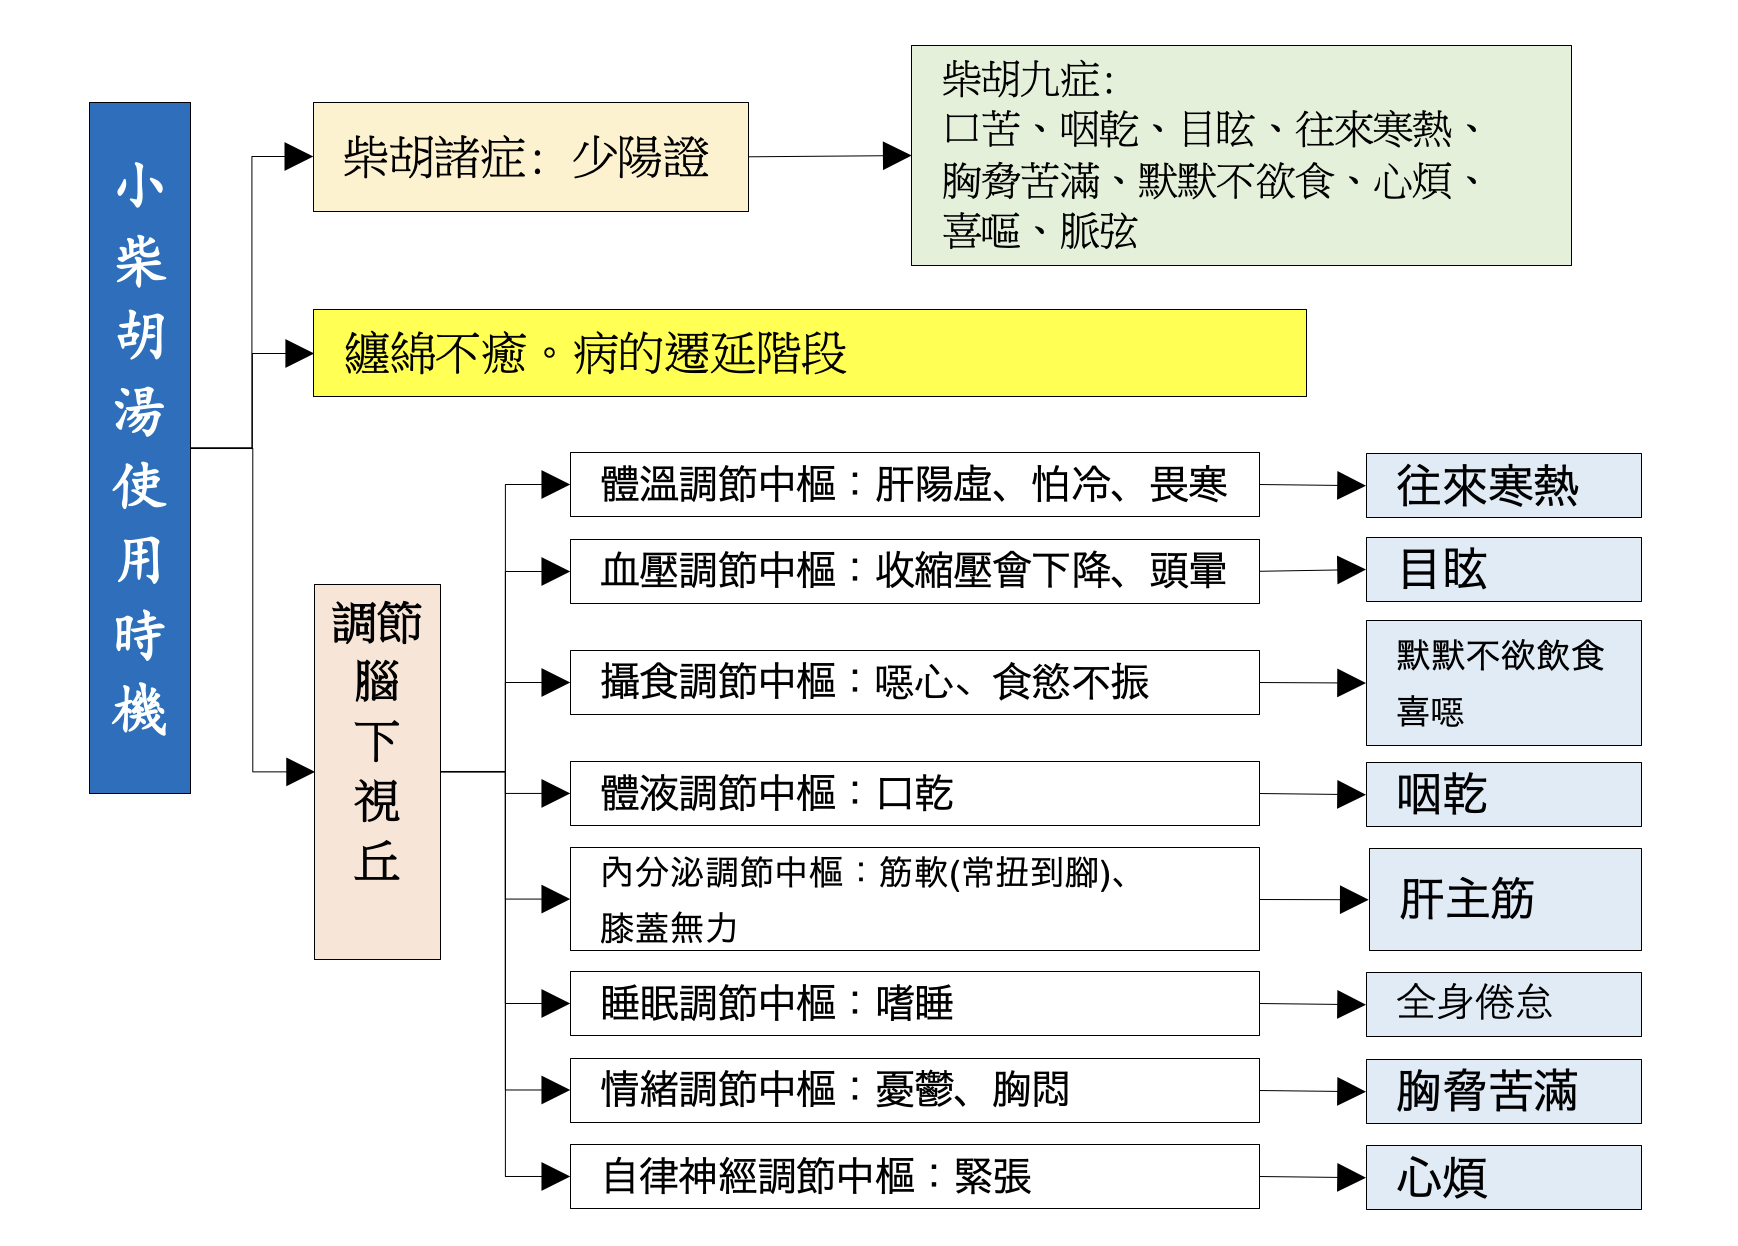 小柴胡湯使用時機
柴胡諸症：少陽證
柴胡九症：
口苦、咽乾、目眩、往來寒熱、
胸脅苦滿、默默不欲食、心煩、
喜嘔、脈弦
纏綿不癒。病的遷延階段
調節
腦
下
視
丘
體溫調節中樞：肝陽虛、怕冷、畏寒
往來寒熱
血壓調節中樞：收縮壓會下降、頭暈
目眩
攝食調節中樞：噁心、食慾不振
默默不欲飲食
喜噁
體液調節中樞：口乾
咽乾
內分泌調節中樞：筋軟(常扭到腳)、
膝蓋無力
肝主筋
睡眠調節中樞：嗜睡
全身倦怠
情緒調節中樞：憂鬱、胸悶
胸脅苦滿
自律神經調節中樞：緊張
心煩